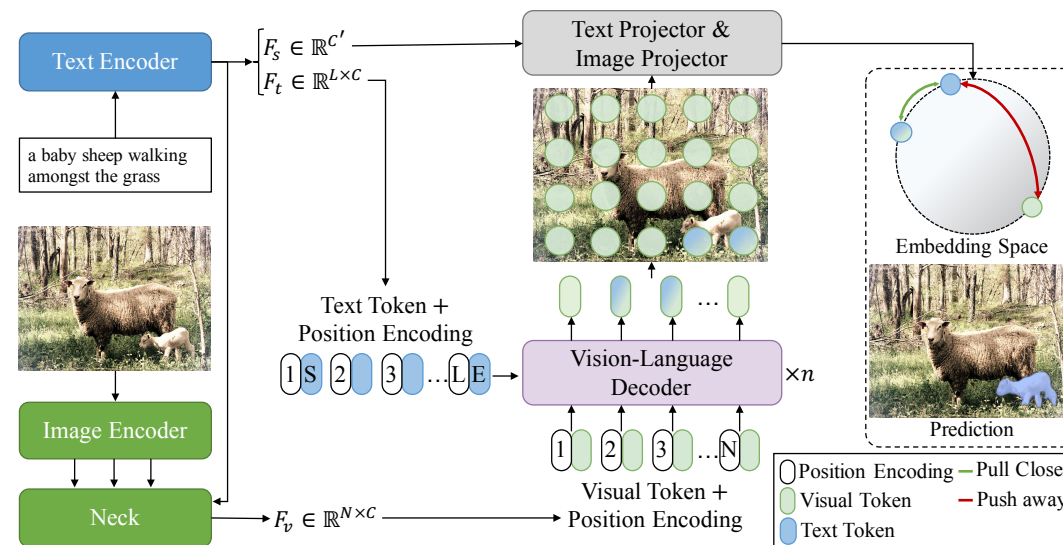 Text Encoder
F_s ∈ ℝ^{C'}
F_t ∈ ℝ^{L×C}
Text Projector &
Image Projector
a baby sheep walking
amongst the grass
Embedding Space
Text Token +
Position Encoding
1 S 2 3 ... L E
Vision-Language
Decoder
×n
Prediction
Image Encoder
1 2 3 ... N
Visual Token +
Position Encoding
Neck
F_v ∈ ℝ^{N×C}
Position Encoding
Pull Close
Visual Token
Push away
Text Token